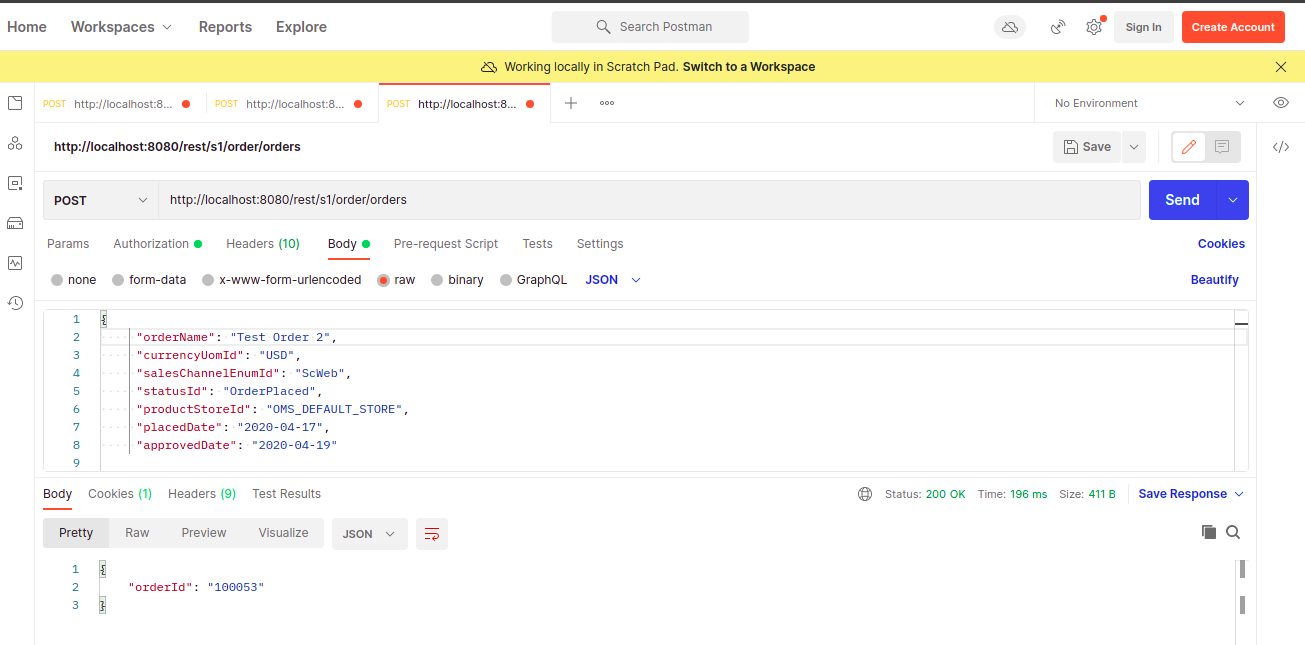 Home Workspaces Reports Explore Search Postman Sign In Create Account
Working locally in Scratch Pad. Switch to a Workspace
POST http://localhost:8... POST http://localhost:8... POST http://localhost:8... No Environment
http://localhost:8080/rest/s1/order/orders Save
POST http://localhost:8080/rest/s1/order/orders Send
Params Authorization Headers (10) Body Pre-request Script Tests Settings Cookies
none form-data x-www-form-urlencoded raw binary GraphQL JSON Beautify
1 {
2 "orderName": "Test Order 2",
3 "currencyUomId": "USD",
4 "salesChannelEnumId": "ScWeb",
5 "statusId": "OrderPlaced",
6 "productStoreId": "OMS_DEFAULT_STORE",
7 "placedDate": "2020-04-17",
8 "approvedDate": "2020-04-19"
9
Body Cookies (1) Headers (9) Test Results Status: 200 OK Time: 196 ms Size: 411 B Save Response
Pretty Raw Preview Visualize JSON
1 {
2 "orderId": "100053"
3 }